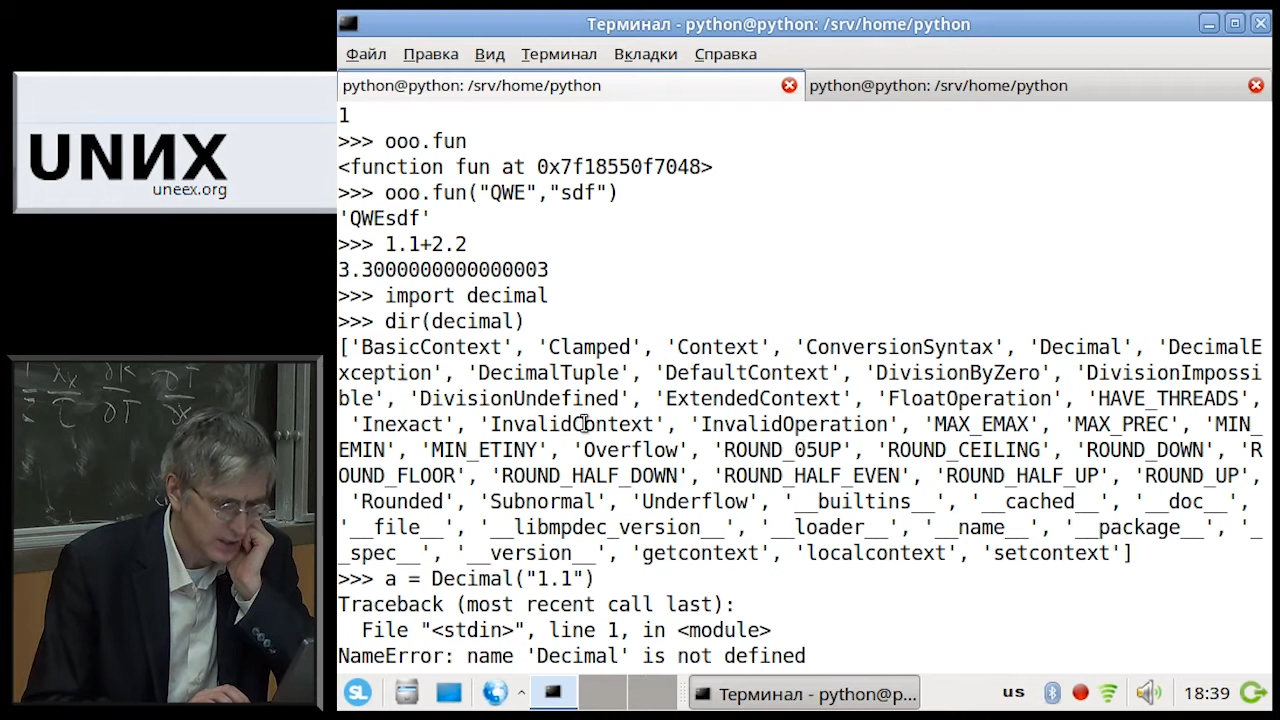 UNИX
uneex.org
Терминал - python@python: /srv/home/python
Файл Правка Вид Терминал Вкладки Справка
python@python: /srv/home/python
python@python: /srv/home/python
1
>>> ooo.fun
<function fun at 0x7f18550f7048>
>>> ooo.fun("QWE","sdf")
'QWEsdf'
>>> 1.1+2.2
3.3000000000000003
>>> import decimal
>>> dir(decimal)
['BasicContext', 'Clamped', 'Context', 'ConversionSyntax', 'Decimal', 'DecimalE
xception', 'DecimalTuple', 'DefaultContext', 'DivisionByZero', 'DivisionImpossi
ble', 'DivisionUndefined', 'ExtendedContext', 'FloatOperation', 'HAVE_THREADS',
'Inexact', 'InvalidContext', 'InvalidOperation', 'MAX_EMAX', 'MAX_PREC', 'MIN_
EMIN', 'MIN_ETINY', 'Overflow', 'ROUND_05UP', 'ROUND_CEILING', 'ROUND_DOWN', 'R
OUND_FLOOR', 'ROUND_HALF_DOWN', 'ROUND_HALF_EVEN', 'ROUND_HALF_UP', 'ROUND_UP',
'Rounded', 'Subnormal', 'Underflow', '__builtins__', '__cached__', '__doc__',
'__file__', '__libmpdec_version__', '__loader__', '__name__', '__package__', '_
_spec__', '__version__', 'getcontext', 'localcontext', 'setcontext']
>>> a = Decimal("1.1")
Traceback (most recent call last):
File "<stdin>", line 1, in <module>
NameError: name 'Decimal' is not defined
Терминал - python@p...
us
18:39